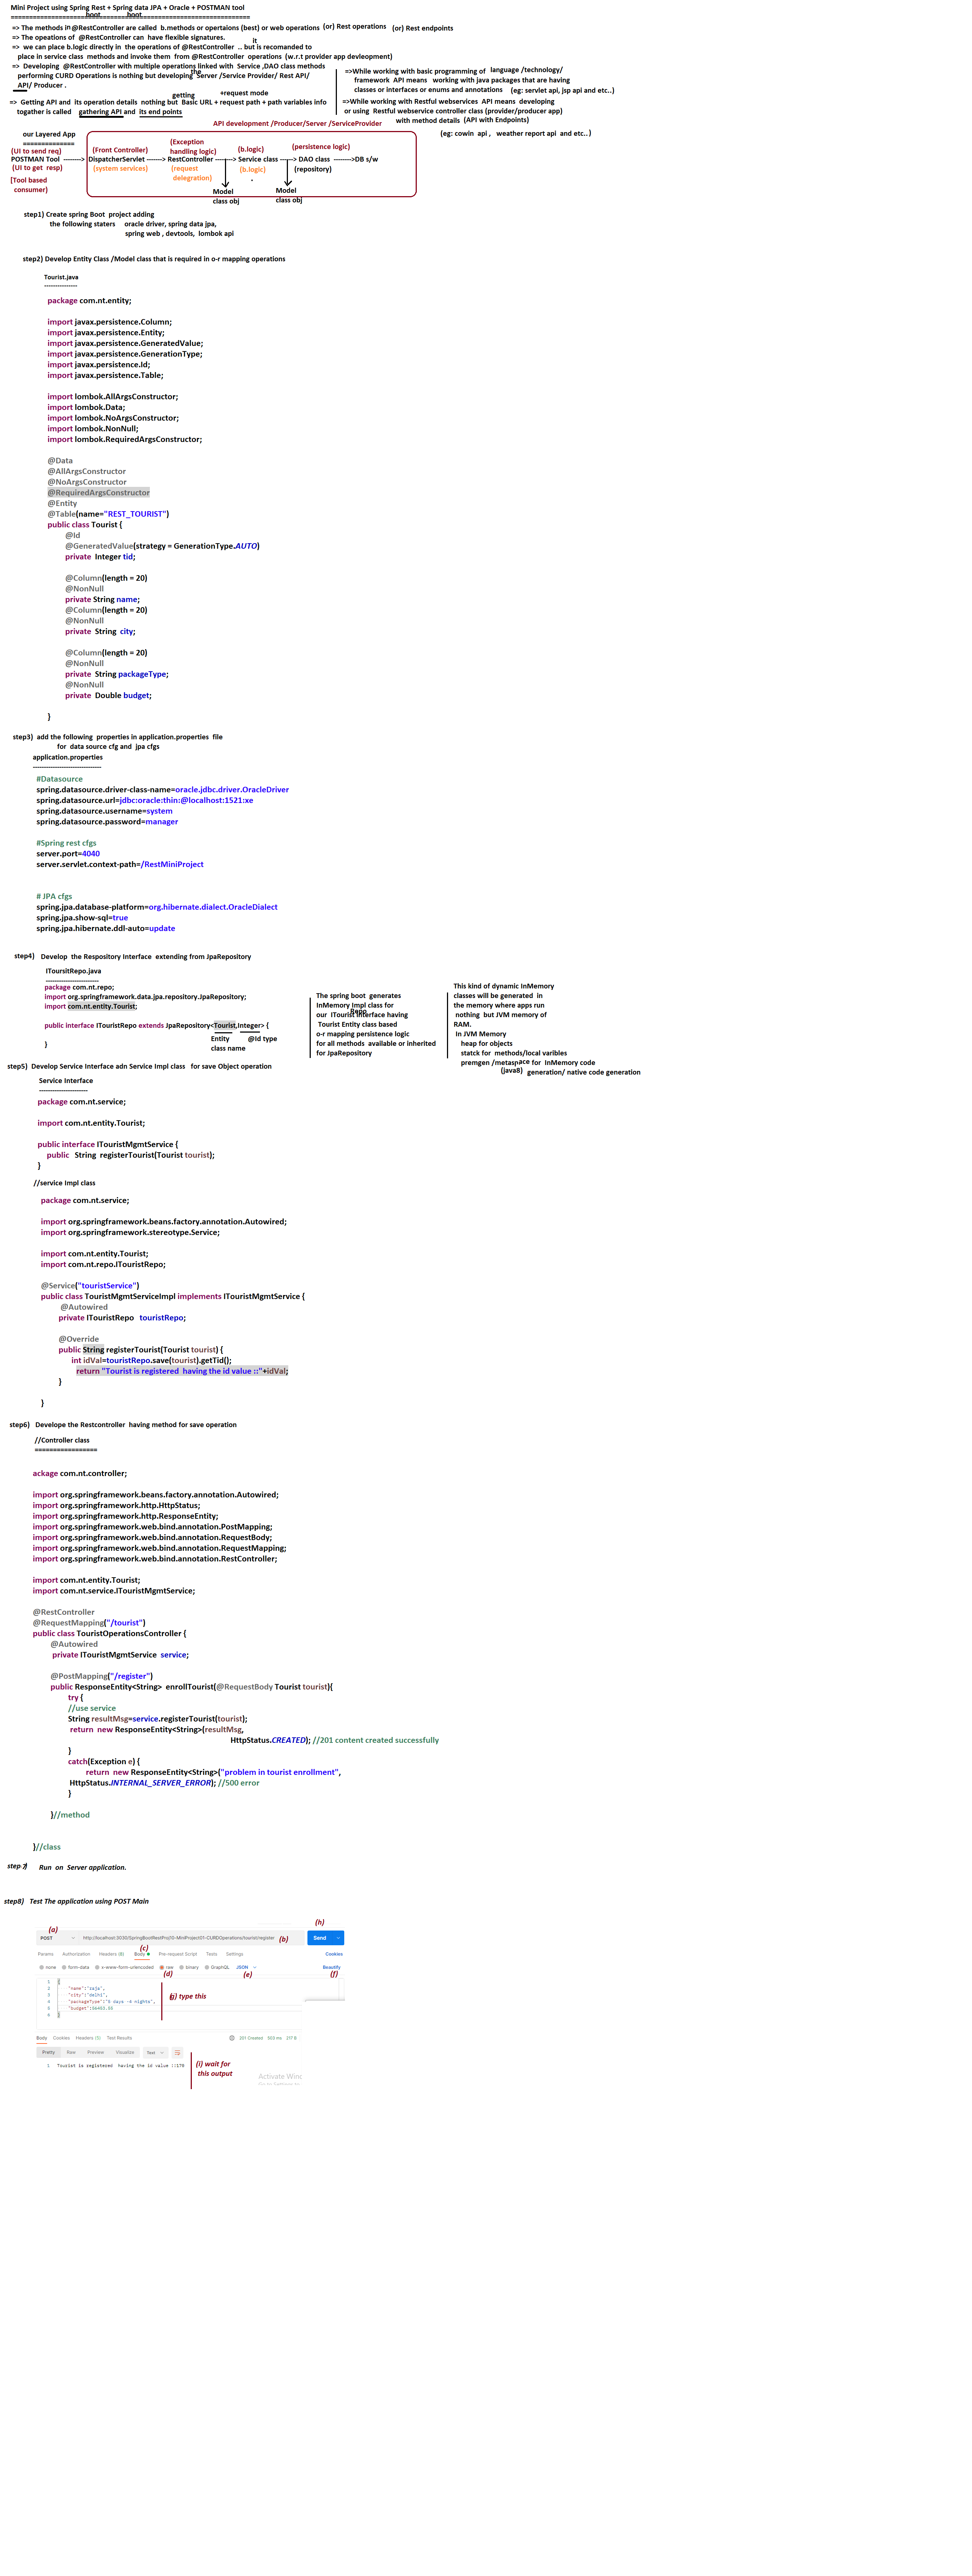 Mini Project using Spring Rest + Spring data JPA + Oracle + POSTMAN tool
boot boot
=================================================================
=> The methods in @RestController are called b.methods or opertaions (best) or web operations (or) Rest operations (or) Rest endpoints
=> The opeations of @RestController can have flexible signatures.
it
=> we can place b.logic directly in the operations of @RestController .. but is recomanded to
place in service class methods and invoke them from @RestController operations (w.r.t provider app devleopment)
=> Developing @RestController with multiple operations linked with Service ,DAO class methods
the
performing CURD Operations is nothing but developing Server /Service Provider/ Rest API/
API/ Producer .
getting +request mode
=> Getting API and its operation details nothing but Basic URL + request path + path variables info
togather is called gathering API and its end points
=>While working with basic programming of language /technology/
framework API means working with java packages that are having
classes or interfaces or enums and annotations (eg: servlet api, jsp api and etc..)
=>While working with Restful webservices API means developing
or using Restful webservice controller class (provider/producer app)
with method details (API with Endpoints)
(eg: cowin api , weather report api and etc.. )
API development /Producer/Server /ServiceProvider
our Layered App
==============
(UI to send req) (Front Controller) (Exception handling logic) (b.logic) (persistence logic)
POSTMAN Tool --------> DispatcherServlet -------> RestController -------> Service class -----> DAO class -------->DB s/w
(UI to get resp) (system services) (request delegration) (b.logic) (repository)
[Tool based
consumer)
Model
class obj
Model
class obj
step1) Create spring Boot project adding
the following staters oracle driver, spring data jpa,
spring web , devtools, lombok api
step2) Develop Entity Class /Model class that is required in o-r mapping operations
Tourist.java
---------------
package com.nt.entity;
import javax.persistence.Column;
import javax.persistence.Entity;
import javax.persistence.GeneratedValue;
import javax.persistence.GenerationType;
import javax.persistence.Id;
import javax.persistence.Table;
import lombok.AllArgsConstructor;
import lombok.Data;
import lombok.NoArgsConstructor;
import lombok.NonNull;
import lombok.RequiredArgsConstructor;
@Data
@AllArgsConstructor
@NoArgsConstructor
@RequiredArgsConstructor
@Entity
@Table(name="REST_TOURIST")
public class Tourist {
@Id
@GeneratedValue(strategy = GenerationType.AUTO)
private Integer tid;
@Column(length = 20)
@NonNull
private String name;
@Column(length = 20)
@NonNull
private String city;
@Column(length = 20)
@NonNull
private String packageType;
@NonNull
private Double budget;
}
step3) add the following properties in application.properties file
for data source cfg and jpa cfgs
application.properties
-------------------------------
#Datasource
spring.datasource.driver-class-name=oracle.jdbc.driver.OracleDriver
spring.datasource.url=jdbc:oracle:thin:@localhost:1521:xe
spring.datasource.username=system
spring.datasource.password=manager
#Spring rest cfgs
server.port=4040
server.servlet.context-path=/RestMiniProject
# JPA cfgs
spring.jpa.database-platform=org.hibernate.dialect.OracleDialect
spring.jpa.show-sql=true
spring.jpa.hibernate.ddl-auto=update
step4) Develop the Respository Interface extending from JpaRepository
IToursitRepo.java
------------------------
package com.nt.repo;
import org.springframework.data.jpa.repository.JpaRepository;
import com.nt.entity.Tourist;
public interface ITouristRepo extends JpaRepository<Tourist,Integer> {
Entity @Id type
class name
}
The spring boot generates
InMemory Impl class for
Repo
our ITourist Interface having
Tourist Entity class based
o-r mapping persistence logic
for all methods available or inherited
for JpaRepository
This kind of dynamic InMemory
classes will be generated in
the memory where apps run
nothing but JVM memory of
RAM.
In JVM Memory
heap for objects
statck for methods/local varibles
premgen /metaspace for InMemory code
(java8) generation/ native code generation
step5) Develop Service Interface adn Service Impl class for save Object operation
Service Interface
----------------------
package com.nt.service;
import com.nt.entity.Tourist;
public interface ITouristMgmtService {
public String registerTourist(Tourist tourist);
}
//service Impl class
package com.nt.service;
import org.springframework.beans.factory.annotation.Autowired;
import org.springframework.stereotype.Service;
import com.nt.entity.Tourist;
import com.nt.repo.ITouristRepo;
@Service("touristService")
public class TouristMgmtServiceImpl implements ITouristMgmtService {
@Autowired
private ITouristRepo touristRepo;
@Override
public String registerTourist(Tourist tourist) {
int idVal=touristRepo.save(tourist).getTid();
return "Tourist is registered having the id value ::"+idVal;
}
}
step6) Develope the Restcontroller having method for save operation
//Controller class
=================
ackage com.nt.controller;
import org.springframework.beans.factory.annotation.Autowired;
import org.springframework.http.HttpStatus;
import org.springframework.http.ResponseEntity;
import org.springframework.web.bind.annotation.PostMapping;
import org.springframework.web.bind.annotation.RequestBody;
import org.springframework.web.bind.annotation.RequestMapping;
import org.springframework.web.bind.annotation.RestController;
import com.nt.entity.Tourist;
import com.nt.service.ITouristMgmtService;
@RestController
@RequestMapping("/tourist")
public class TouristOperationsController {
@Autowired
private ITouristMgmtService service;
@PostMapping("/register")
public ResponseEntity<String> enrollTourist(@RequestBody Tourist tourist){
try {
//use service
String resultMsg=service.registerTourist(tourist);
return new ResponseEntity<String>(resultMsg,
HttpStatus.CREATED); //201 content created successfully
}
catch(Exception e) {
return new ResponseEntity<String>("problem in tourist enrollment",
HttpStatus.INTERNAL_SERVER_ERROR); //500 error
}
}//method
}//class
step 7) Run on Server application.
step8) Test The application using POST Main
(a) (h)
POST http://localhost:3030/SpringBootRestProj10-MiniProject01-CURDOperations/tourist/register (b) Send
(c)
Params Authorization Headers (8) Body Pre-request Script Tests Settings Cookies
none form-data x-www-form-urlencoded raw binary GraphQL JSON Beautify
(d) (e) (f)
1 {
2 "name":"raja",
3 "city":"delhi",
4 "packageType":"5 days -4 nights",
5 "budget":56463.56
6 }
g) type this
Body Cookies Headers (5) Test Results 201 Created 503 ms 217 B
Pretty Raw Preview Visualize Text
1 Tourist is registered having the id value ::178
(i) wait for
this output
Activate Winc